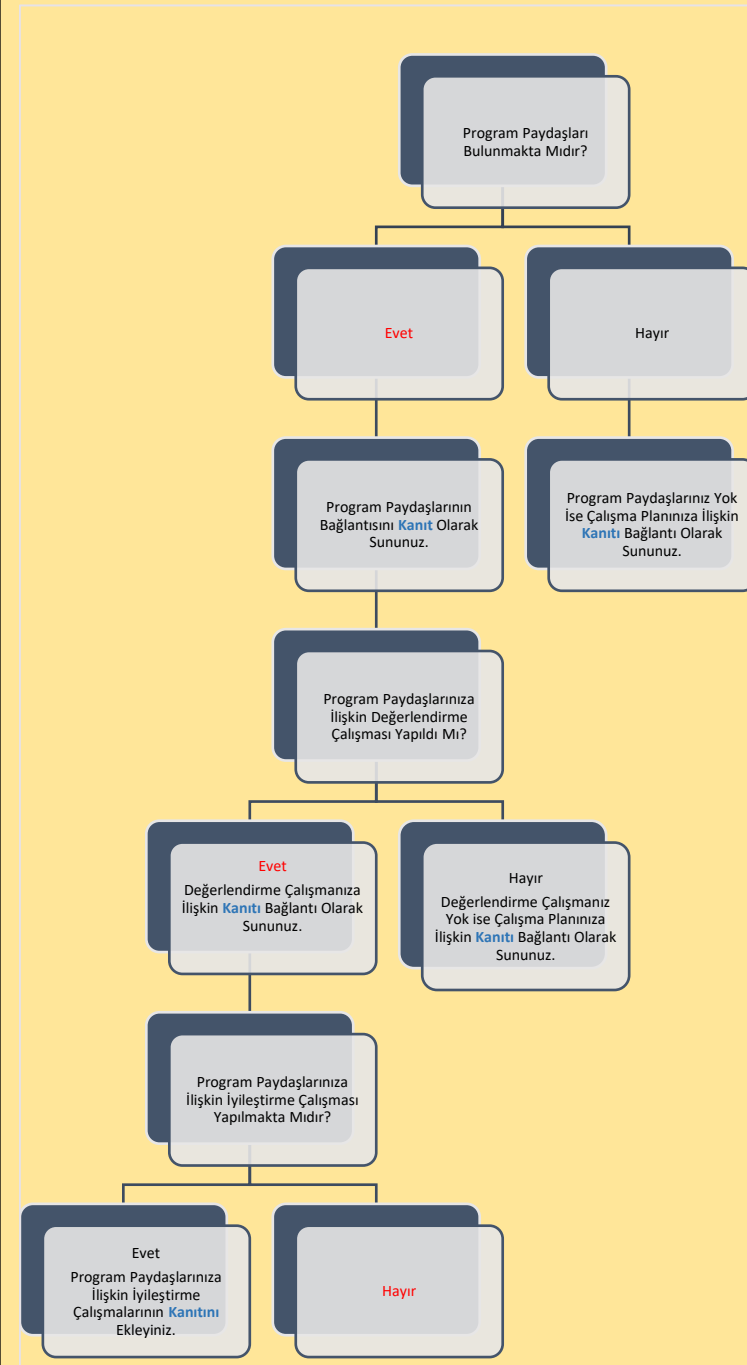 Program Paydaşları
Bulunmakta Mıdır?
Evet
Hayır
Program Paydaşlarının
Bağlantısını Kanıt Olarak
Sununuz.
Program Paydaşlarınız Yok
İse Çalışma Planınıza İlişkin
Kanıtı Bağlantı Olarak
Sununuz.
Program Paydaşlarınıza
İlişkin Değerlendirme
Çalışması Yapıldı Mı?
Evet
Değerlendirme Çalışmanıza
İlişkin Kanıtı Bağlantı Olarak
Sununuz.
Hayır
Değerlendirme Çalışmanız
Yok ise Çalışma Planınıza
İlişkin Kanıtı Bağlantı Olarak
Sununuz.
Program Paydaşlarınıza
İlişkin İyileştirme Çalışması
Yapılmakta Mıdır?
Evet
Program Paydaşlarınıza
İlişkin İyileştirme
Çalışmalarının Kanıtını
Ekleyiniz.
Hayır